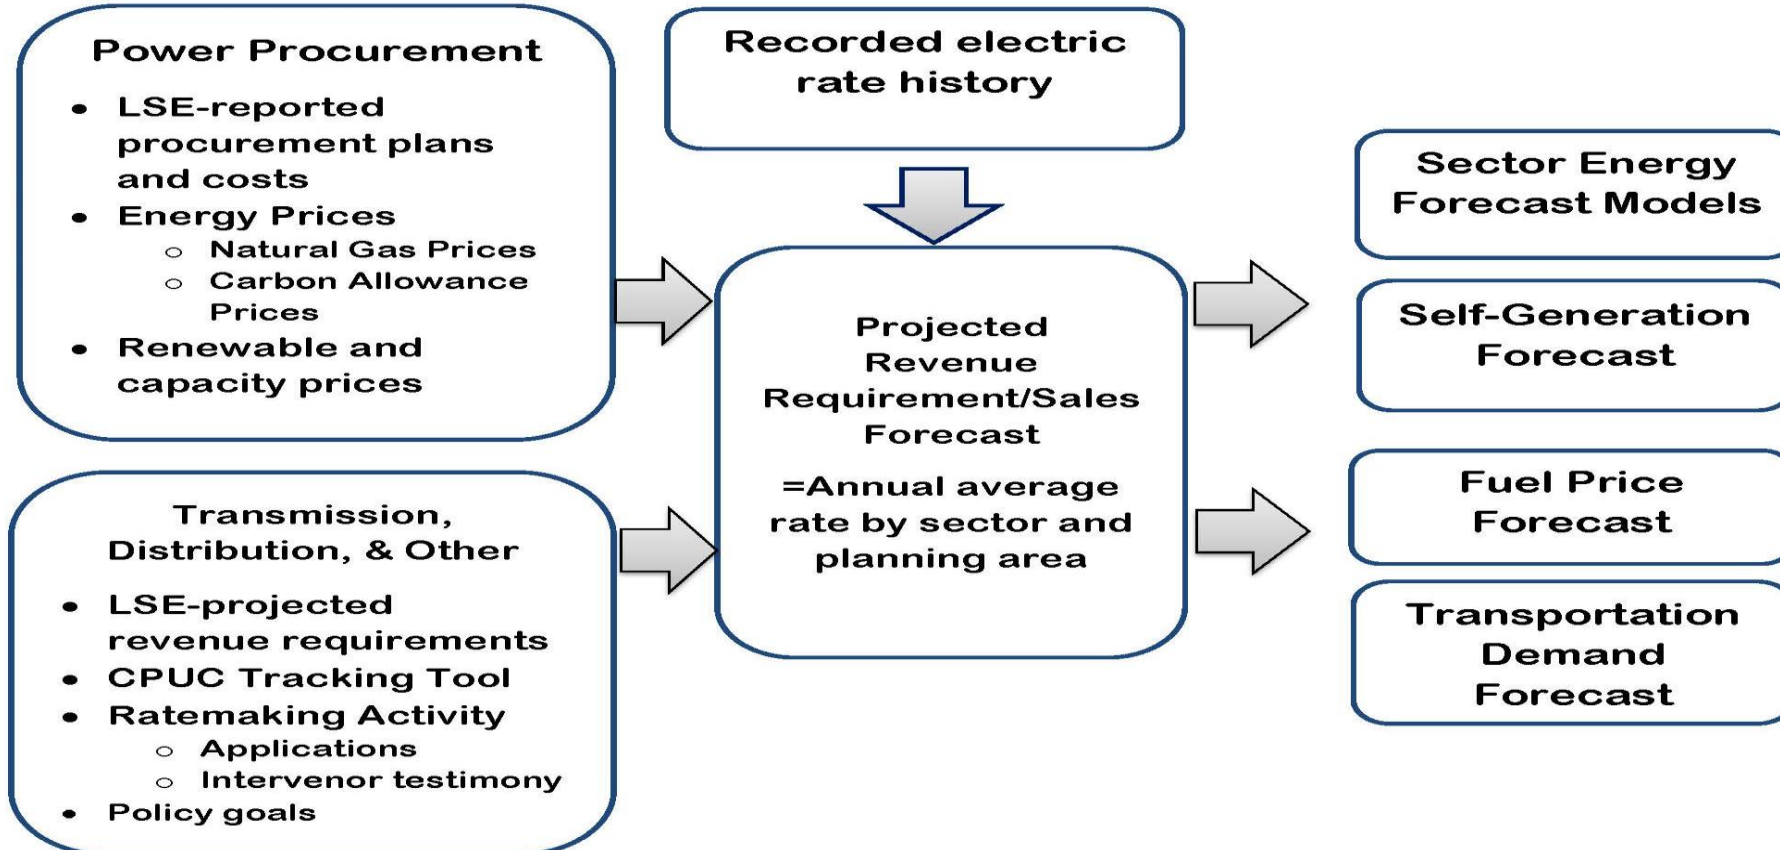 Power Procurement
• LSE-reported
procurement plans
and costs
• Energy Prices
○ Natural Gas Prices
○ Carbon Allowance
Prices
• Renewable and
capacity prices
Transmission,
Distribution, & Other
• LSE-projected
revenue requirements
• CPUC Tracking Tool
• Ratemaking Activity
○ Applications
○ Intervenor testimony
• Policy goals
Recorded electric
rate history
Projected
Revenue
Requirement/Sales
Forecast
=Annual average
rate by sector and
planning area
Sector Energy
Forecast Models
Self-Generation
Forecast
Fuel Price
Forecast
Transportation
Demand
Forecast